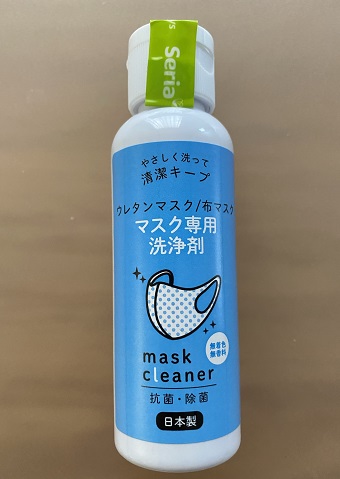 Seria
やさしく洗って
清潔キープ
ウレタンマスク/布マスク
マスク専用
洗浄剤
無着色
無香料
mask
cleaner
抗菌・除菌
日本製